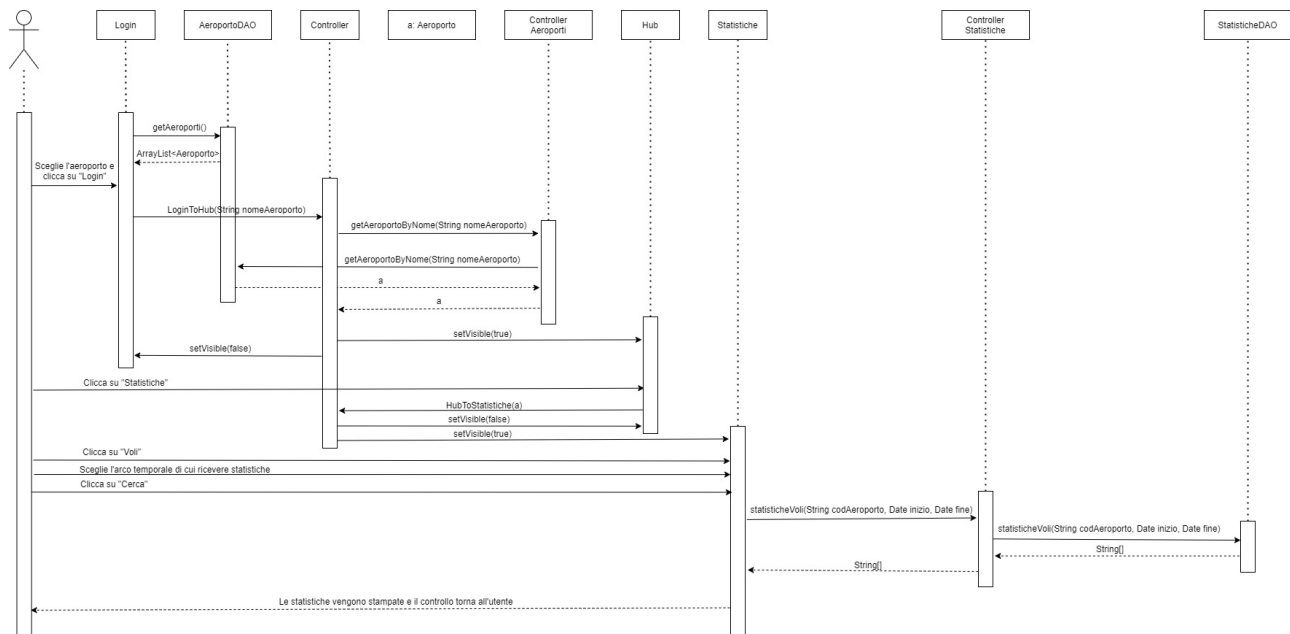 Login
AeroportoDAO
Controller
a: Aeroporto
Controller
Aeroporti
Hub
Statistiche
Controller
Statistiche
StatisticheDAO
getAeroporti()
ArrayList<Aeroporto>
Sceglie l'aeroporto e
clicca su "Login"
LoginToHub(String nomeAeroporto)
getAeroportoByNome(String nomeAeroporto)
getAeroportoByNome(String nomeAeroporto)
a
a
setVisible(true)
setVisible(false)
Clicca su "Statistiche"
HubToStatistiche(a)
setVisible(false)
setVisible(true)
Clicca su "Voli"
Sceglie l'arco temporale di cui ricevere statistiche
Clicca su "Cerca"
statisticheVoli(String codAeroporto, Date inizio, Date fine)
statisticheVoli(String codAeroporto, Date inizio, Date fine)
String[]
String[]
Le statistiche vengono stampate e il controllo torna all'utente